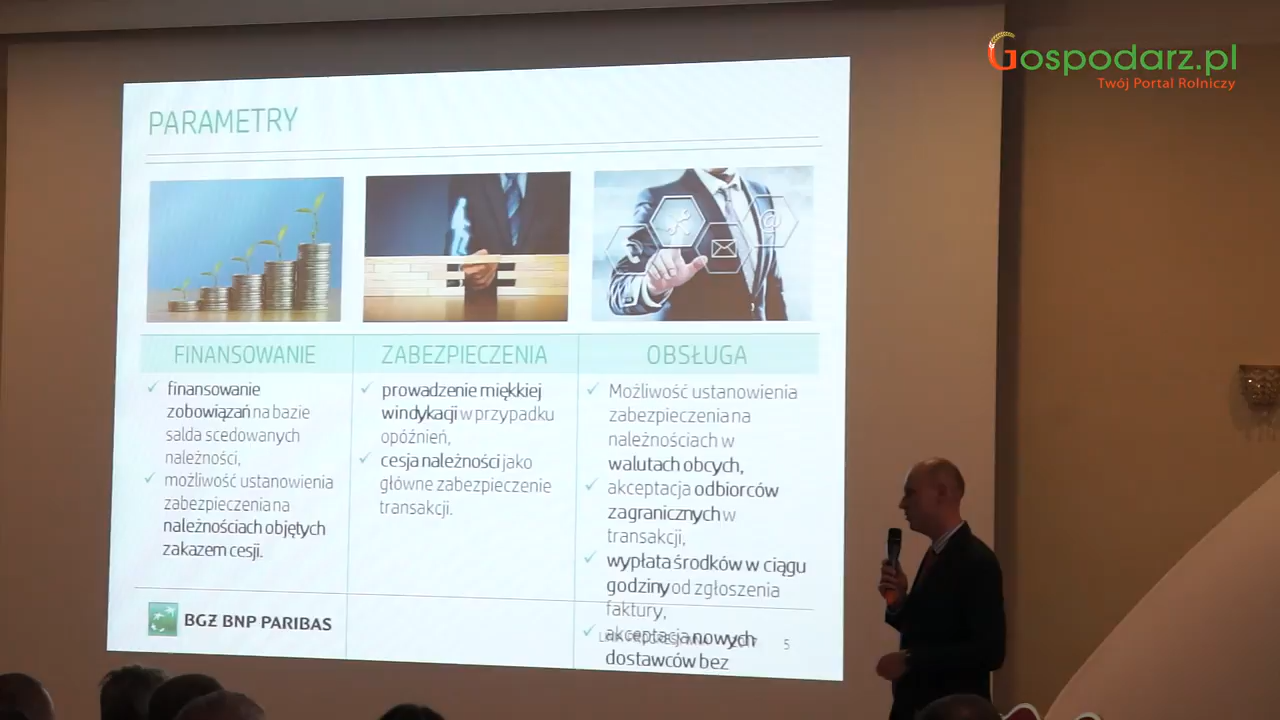 Gospodarz.pl
Twój Portal Rolniczy
PARAMETRY
FINANSOWANIE
finansowanie
zobowiązań na bazie
salda scedowanych
należności,
możliwość ustanowienia
zabezpieczenia na
należnościach objętych
zakazem cesji.
ZABEZPIECZENIA
prowadzenie miękkiej
windykacji w przypadku
opóźnień,
cesja należności jako
główne zabezpieczenie
transakcji.
OBSŁUGA
Możliwość ustanowienia
zabezpieczenia na
należnościach w
walutach obcych,
akceptacja odbiorców
zagranicznych w
transakcji,
wypłata środków w ciągu
godziny od zgłoszenia
faktury,
akceptacja nowych
dostawców bez
BGŻ BNP PARIBAS
2017
5